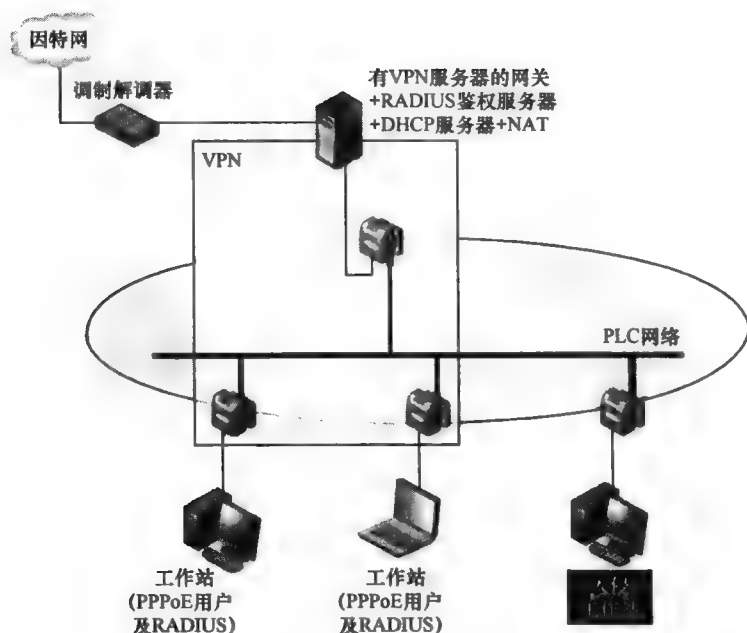 因特网
调制解调器
有VPN服务器的网关
+RADIUS鉴权服务器
+DHCP服务器+NAT
VPN
PLC网络
工作站
(PPPoE用户
及RADIUS)
工作站
(PPPoE用户
及RADIUS)